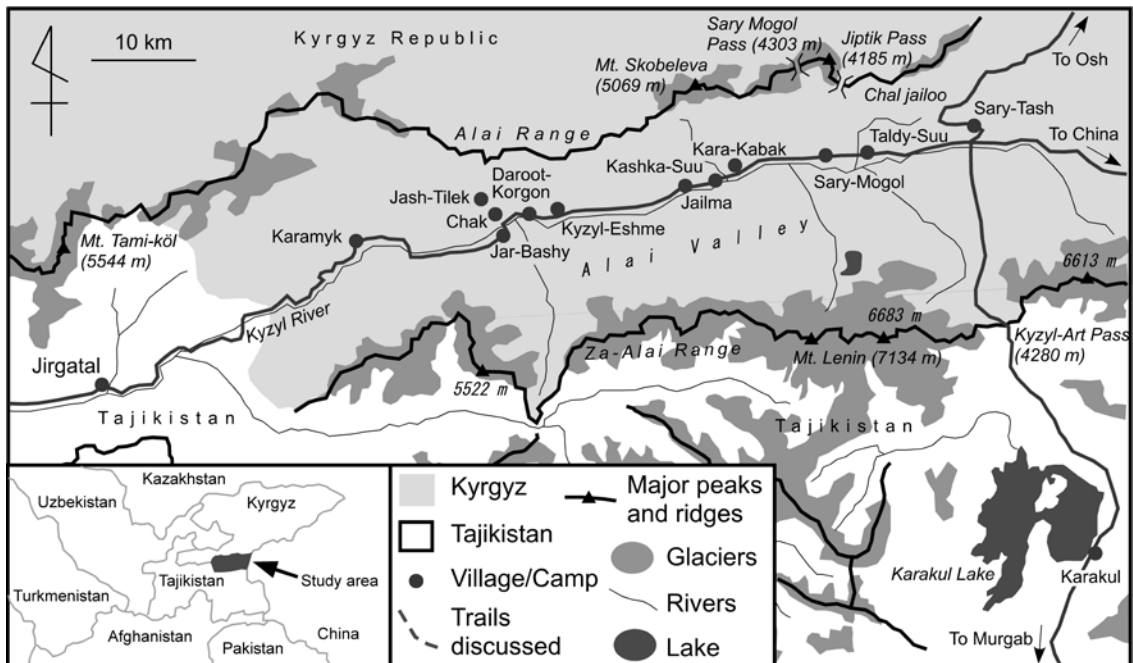 10 km
Kyrgyz Republic
Sary Mogol
Pass (4303 m)
Jiptik Pass
(4185 m)
Mt. Skobeleva
(5069 m)
To Osh
Chal jailoo
Sary-Tash
Alai Range
Taldy-Suu
To China
Kara-Kabak
Kashka-Suu
Daroot-
Korgon
Jash-Tilek
Sary-Mogol
Chak
Jailma
Karamyk
Kyzyl-Eshme
Mt. Tami-köl
(5544 m)
Jar-Bashy
Alai Valley
6613 m
Kyzyl River
6683 m
Kyzyl-Art Pass
(4280 m)
Za-Alai Range
Mt. Lenin (7134 m)
Jirgatal
5522 m
Tajikistan
Tajikistan
Karakul Lake
Karakul
To Murgab
Kazakhstan
Uzbekistan
Kyrgyz
Tajikistan
Study area
Turkmenistan
Afghanistan
China
Pakistan
Kyrgyz
Tajikistan
Village/Camp
Trails
discussed
Major peaks
and ridges
Glaciers
Rivers
Lake